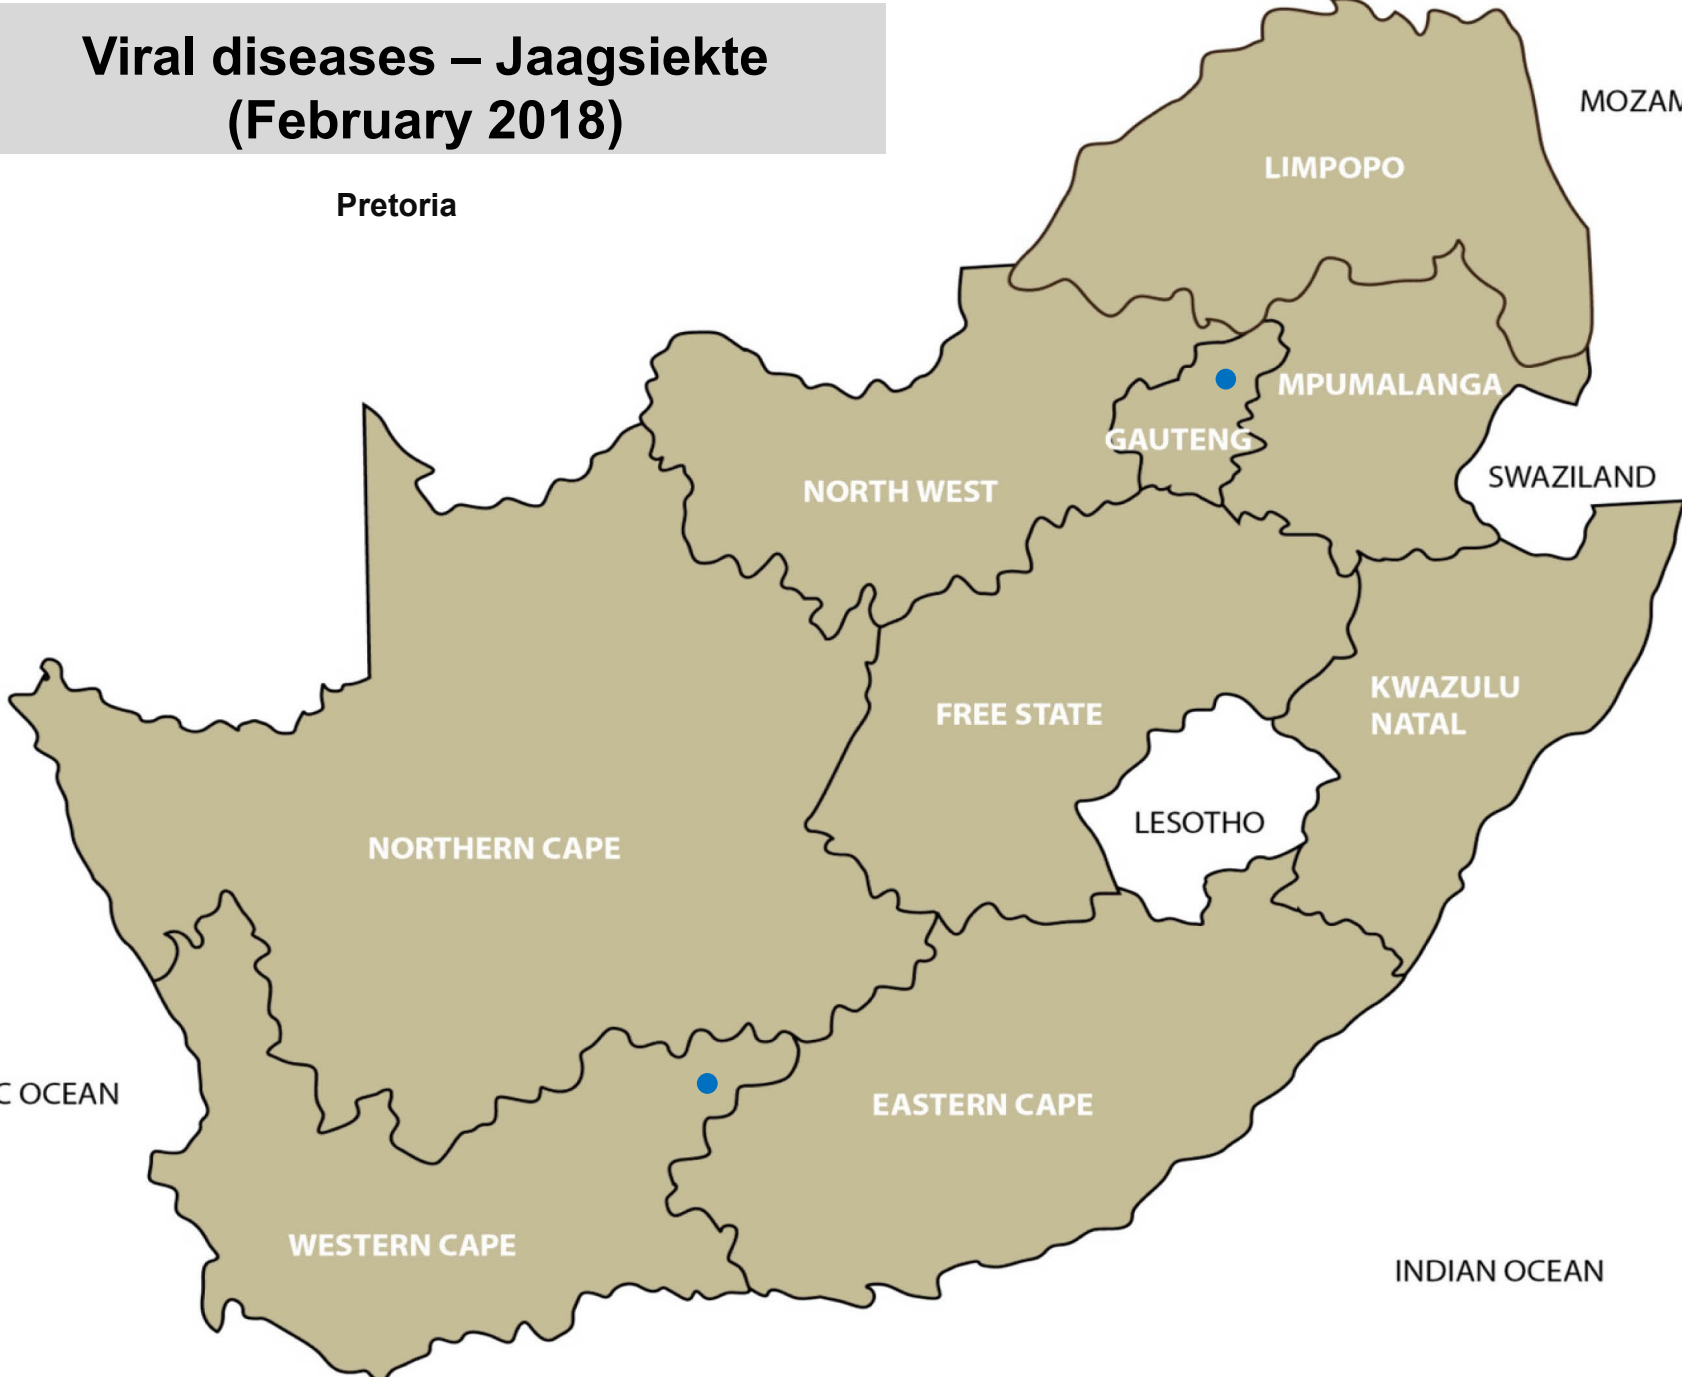 Viral diseases – Jaagsiekte
(February 2018)
Pretoria
MOZAM
LIMPOPO
MPUMALANGA
GAUTENG
SWAZILAND
NORTH WEST
KWAZULU
NATAL
FREE STATE
LESOTHO
NORTHERN CAPE
C OCEAN
EASTERN CAPE
WESTERN CAPE
INDIAN OCEAN